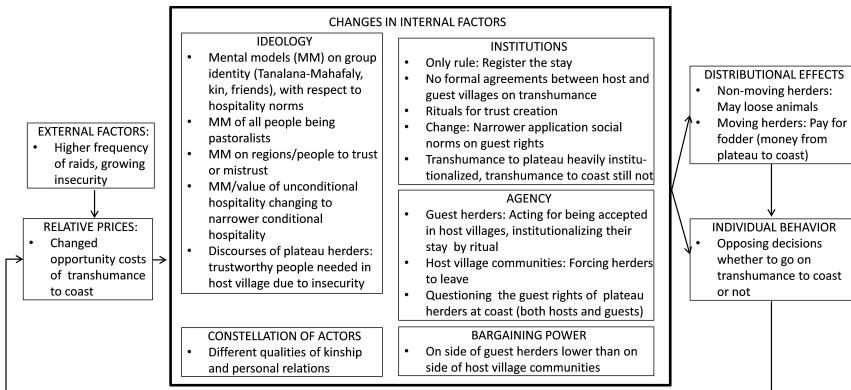 CHANGES IN INTERNAL FACTORS
EXTERNAL FACTORS:
• Higher frequency
of raids, growing
insecurity
RELATIVE PRICES:
• Changed
opportunity costs
of transhumance
to coast
IDEOLOGY
• Mental models (MM) on group
identity (Tanalana-Mahafaly,
kin, friends), with respect to
hospitality norms
• MM of all people being
pastoralists
• MM on regions/people to trust
or mistrust
• MM/value of unconditional
hospitality changing to
narrower conditional
hospitality
• Discourses of plateau herders:
trustworthy people needed in
host village due to insecurity
CONSTELLATION OF ACTORS
• Different qualities of kinship
and personal relations
INSTITUTIONS
• Only rule: Register the stay
• No formal agreements between host and
guest villages on transhumance
• Rituals for trust creation
• Change: Narrower application social
norms on guest rights
• Transhumance to plateau heavily institu-
tionalized, transhumance to coast still not
AGENCY
• Guest herders: Acting for being accepted
in host villages, institutionalizing their
stay by ritual
• Host village communities: Forcing herders
to leave
• Questioning the guest rights of plateau
herders at coast (both hosts and guests)
BARGAINING POWER
• On side of guest herders lower than on
side of host village communities
DISTRIBUTIONAL EFFECTS
• Non-moving herders:
May loose animals
• Moving herders: Pay for
fodder (money from
plateau to coast)
INDIVIDUAL BEHAVIOR
• Opposing decisions
whether to go on
transhumance to coast
or not